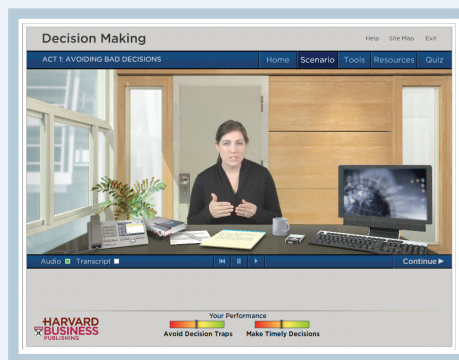 Decision Making
Help Site Map Exit
ACT 1: AVOIDING BAD DECISIONS
Home Scenario Tools Resources Quiz
Audio Transcript
Continue
HARVARD
BUSINESS
PUBLISHING
Your Performance
Avoid Decision Traps Make Timely Decisions